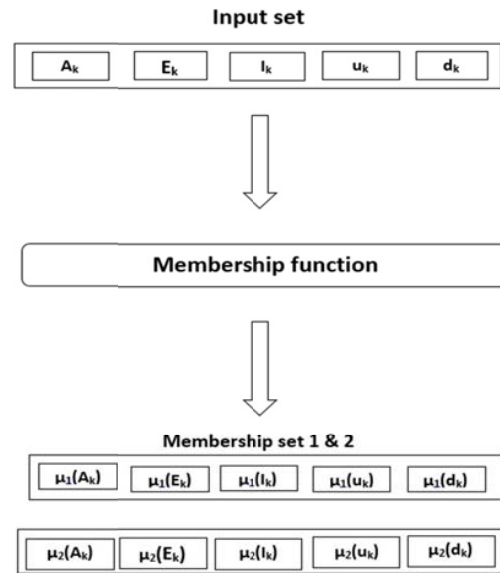 Input set
Aₖ Eₖ Iₖ uₖ dₖ
Membership function
Membership set 1 & 2
μ₁(Aₖ) μ₁(Eₖ) μ₁(Iₖ) μ₁(uₖ) μ₁(dₖ)
μ₂(Aₖ) μ₂(Eₖ) μ₂(Iₖ) μ₂(uₖ) μ₂(dₖ)